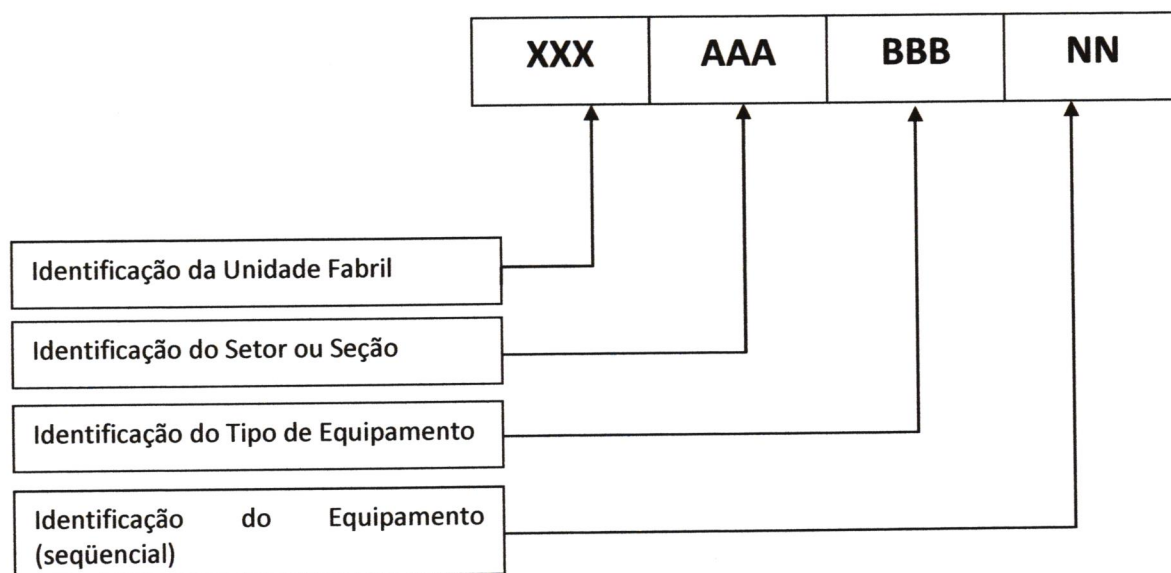 XXX AAA BBB NN
Identificação da Unidade Fabril
Identificação do Setor ou Seção
Identificação do Tipo de Equipamento
Identificação do Equipamento
(seqüencial)